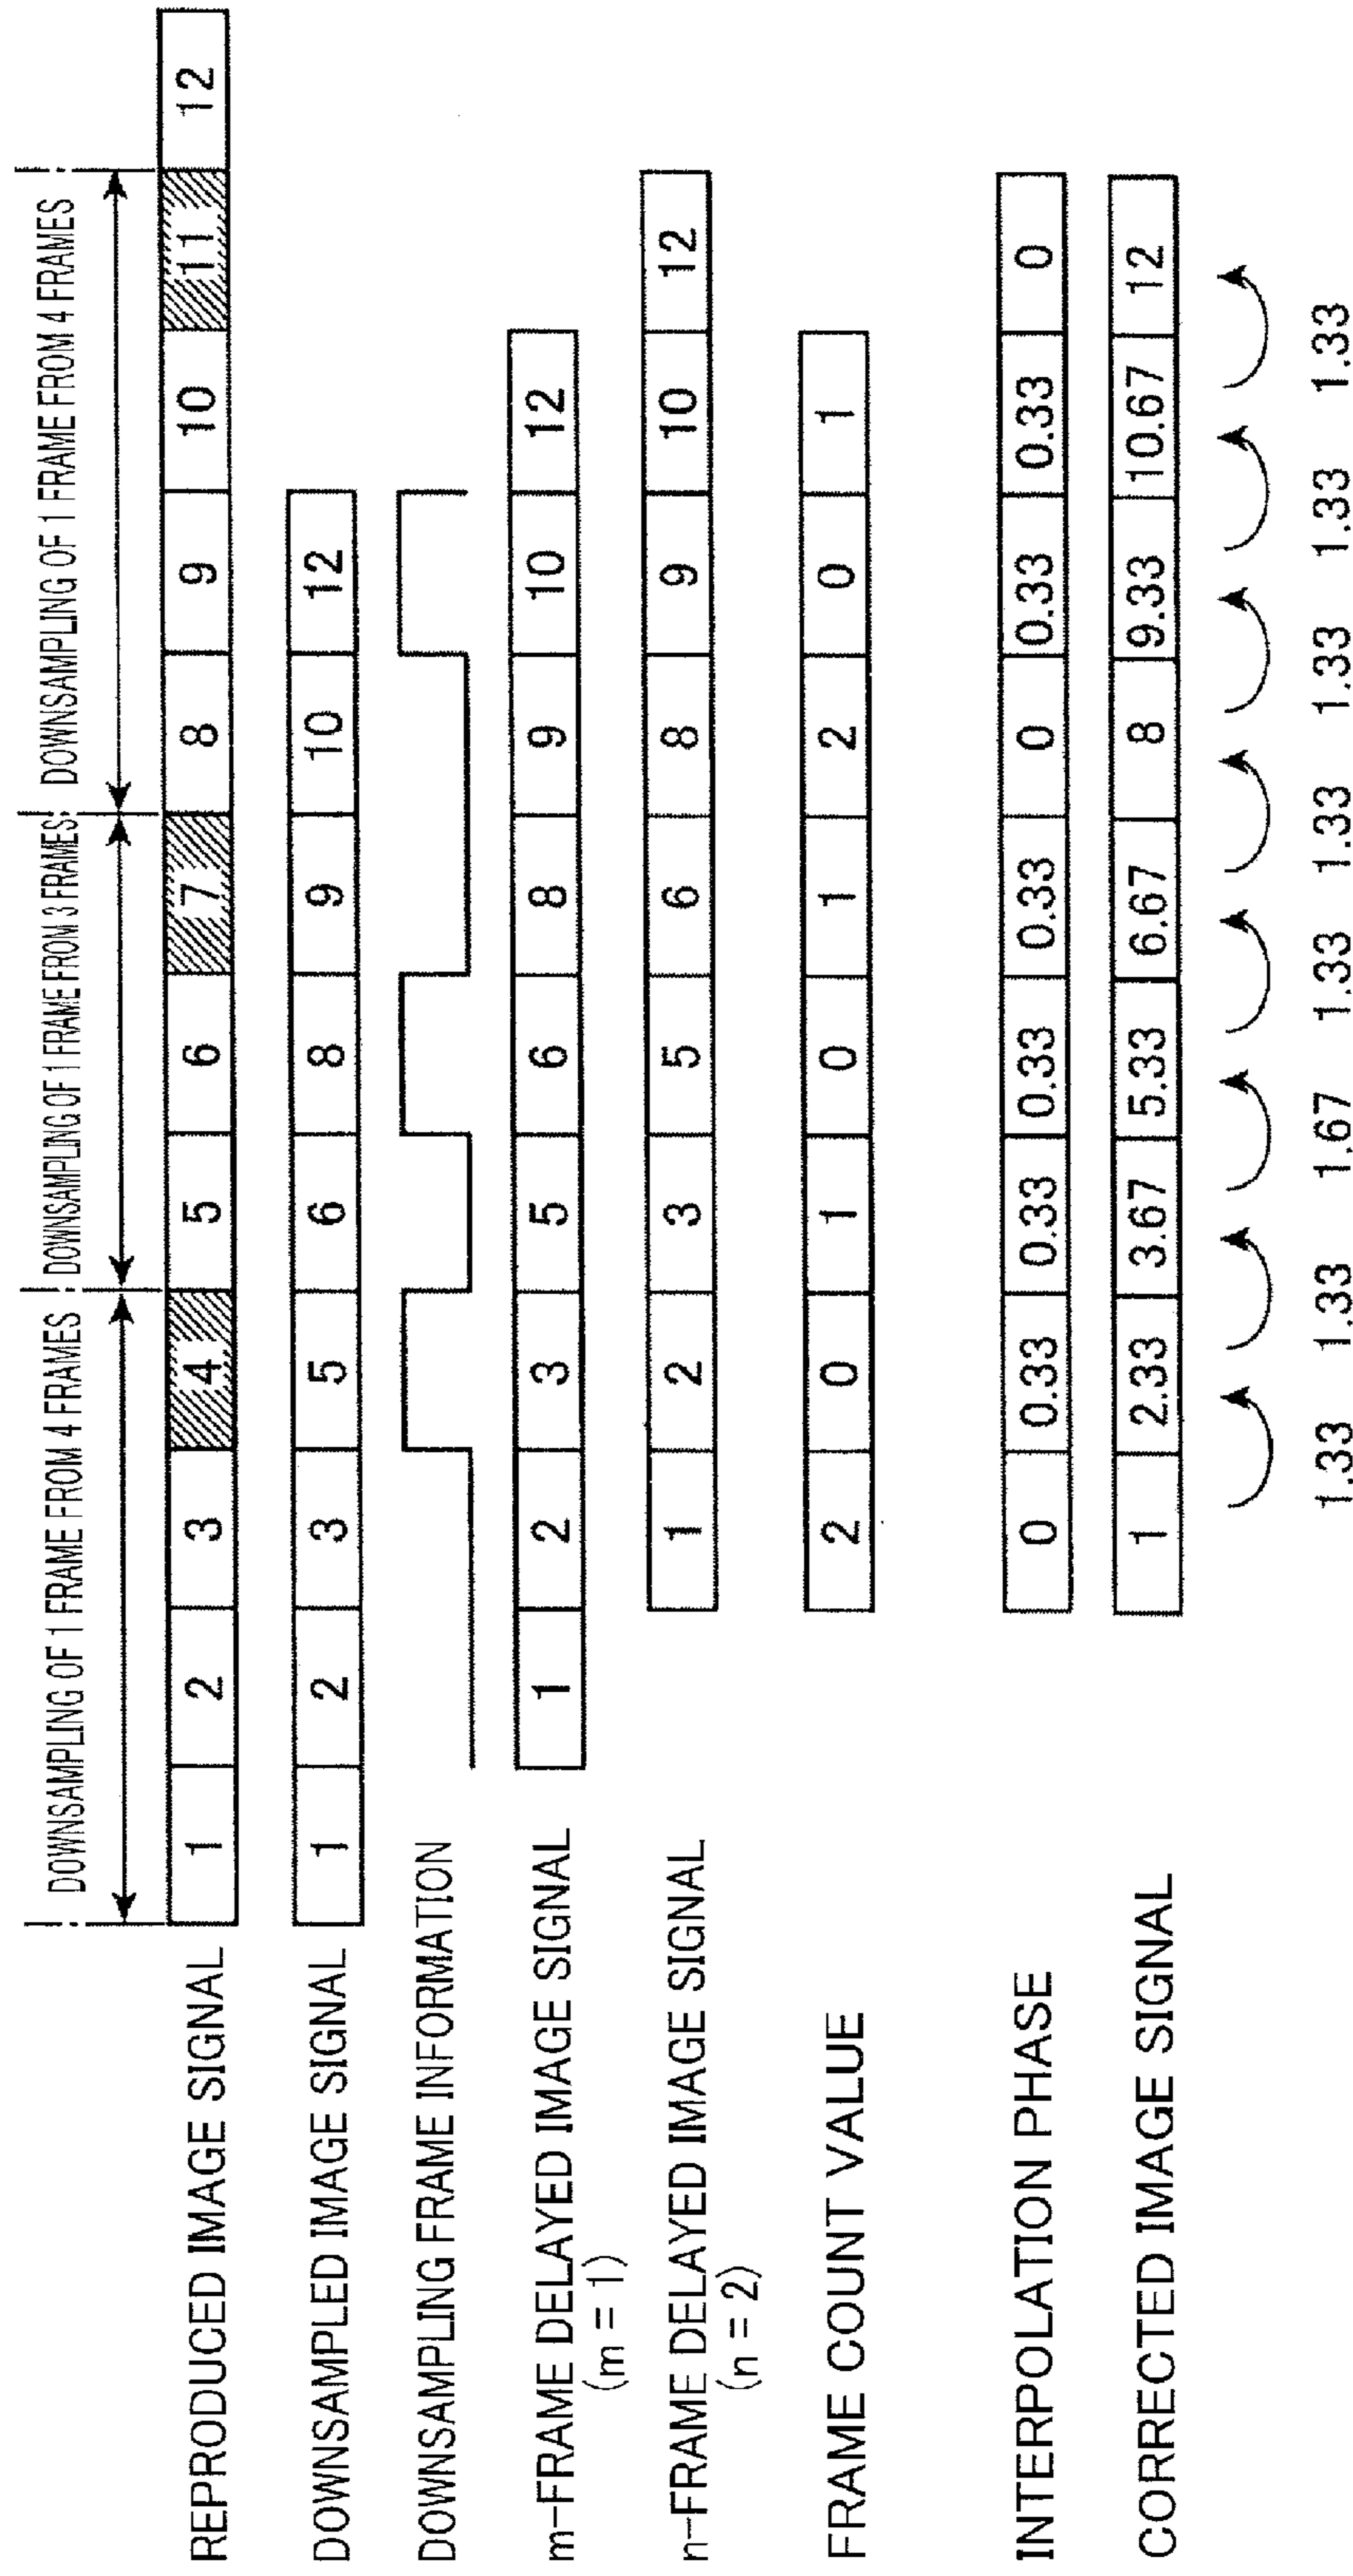 DOWNSAMPLING OF 1 FRAME FROM 4 FRAMES DOWNSAMPLING OF 1 FRAME FROM 3 FRAMES DOWNSAMPLING OF 1 FRAME FROM 4 FRAMES
REPRODUCED IMAGE SIGNAL 1 2 3 4 5 6 7 8 9 10 11 12
DOWNSAMPLED IMAGE SIGNAL 1 2 3 5 6 8 9 10 12
DOWNSAMPLING FRAME INFORMATION
m-FRAME DELAYED IMAGE SIGNAL 1 2 3 5 6 8 9 10 12
(m = 1)
n-FRAME DELAYED IMAGE SIGNAL 1 2 3 5 6 8 9 10 12
(n = 2)
FRAME COUNT VALUE 2 0 1 0 1 2 0 1
INTERPOLATION PHASE 0 0.33 0.33 0.33 0.33 0 0.33 0.33 0
CORRECTED IMAGE SIGNAL 1 2.33 3.67 5.33 6.67 8 9.33 10.67 12
1.33 1.33 1.67 1.33 1.33 1.33 1.33 1.33